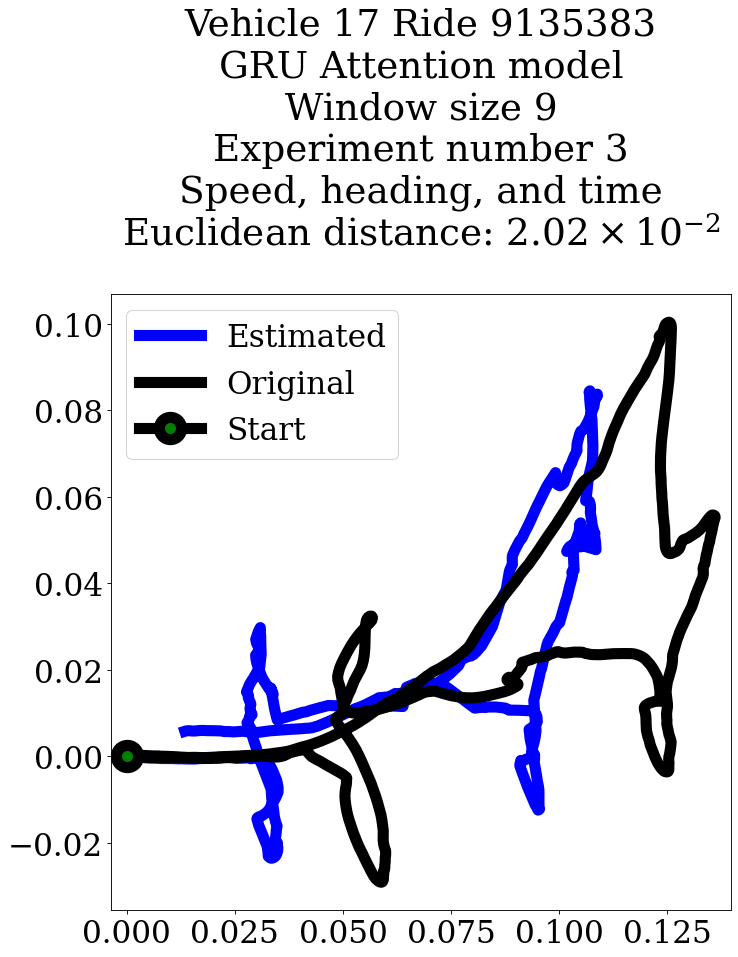 Vehicle 17 Ride 9135383
GRU Attention model
Window size 9
Experiment number 3
Speed, heading, and time
Euclidean distance: 2.02 × 10⁻²
Estimated
Original
Start
0.10
0.08
0.06
0.04
0.02
0.00
−0.02
0.000 0.025 0.050 0.075 0.100 0.125